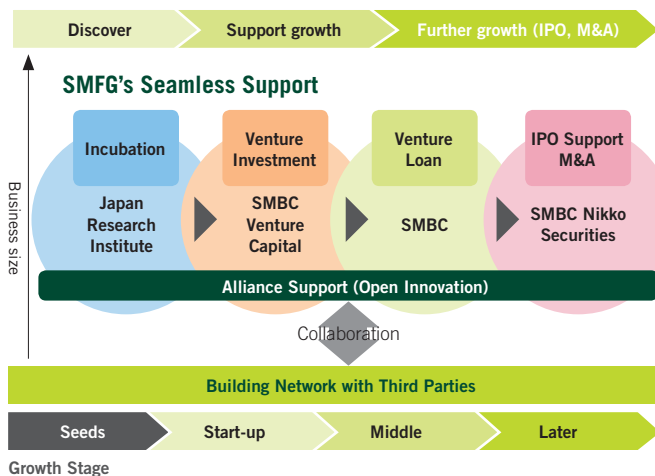 Discover
Support growth
Further growth (IPO, M&A)
SMFG's Seamless Support
Business size
Incubation
Venture
Investment
Venture
Loan
IPO Support
M&A
Japan
Research
Institute
SMBC
Venture
Capital
SMBC
SMBC Nikko
Securities
Alliance Support (Open Innovation)
Collaboration
Building Network with Third Parties
Seeds
Start-up
Middle
Later
Growth Stage